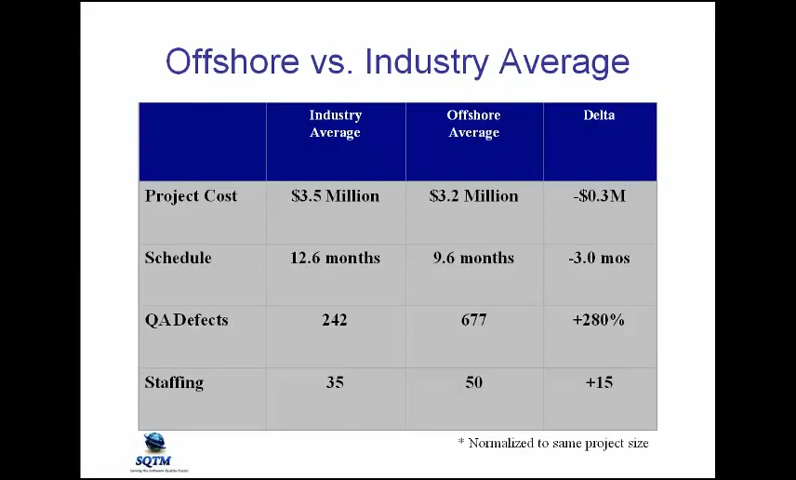 Offshore vs. Industry Average
Industry Average
Offshore Average
Delta
Project Cost $3.5 Million $3.2 Million -$0.3M
Schedule 12.6 months 9.6 months -3.0 mos
QA Defects 242 677 +280%
Staffing 35 50 +15
* Normalized to same project size
SQTM